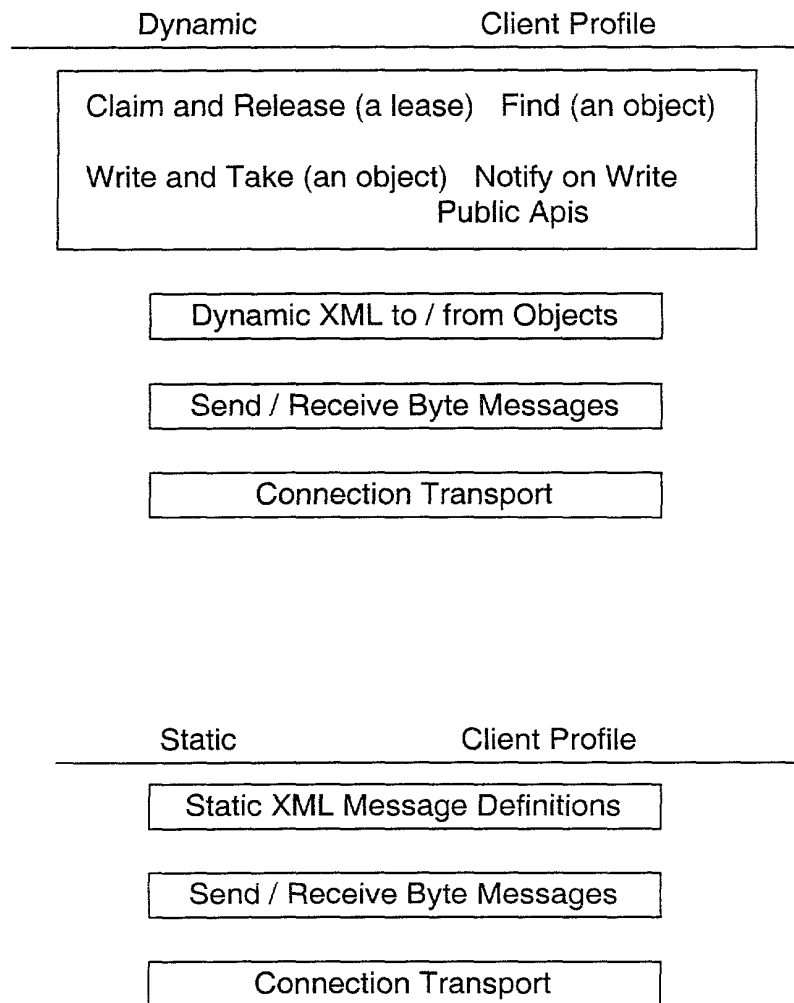 Dynamic Client Profile
Claim and Release (a lease) Find (an object)
Write and Take (an object) Notify on Write
Public Apis
Dynamic XML to / from Objects
Send / Receive Byte Messages
Connection Transport
Static Client Profile
Static XML Message Definitions
Send / Receive Byte Messages
Connection Transport